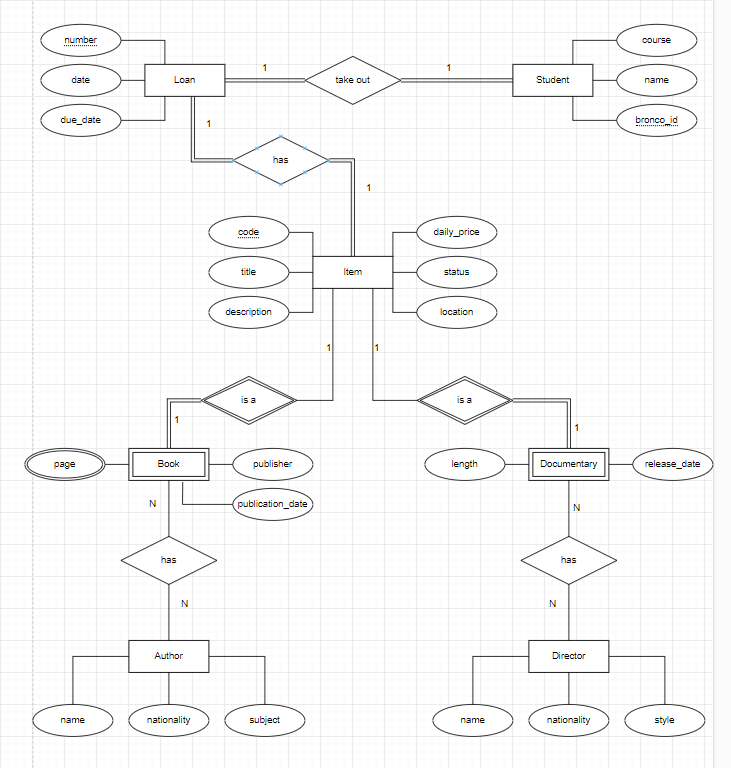 number
course
1
1
date
Loan
take out
Student
name
due_date
bronco_id
1
has
1
code
daily_price
title
Item
status
description
location
1
1
is a
is a
1
1
page
Book
publisher
length
Documentary
release_date
N
publication_date
N
has
has
N
N
Author
Director
name
nationality
subject
name
nationality
style